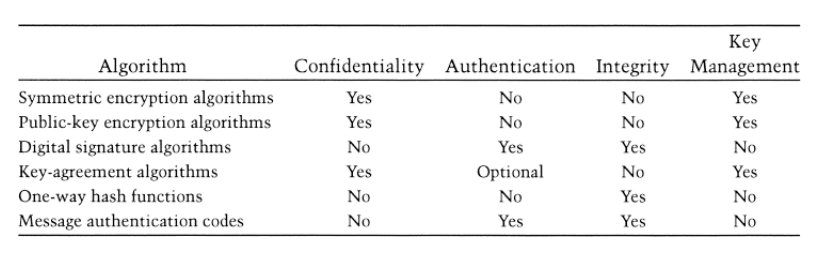 Key
Algorithm Confidentiality Authentication Integrity Management
Symmetric encryption algorithms Yes No No Yes
Public-key encryption algorithms Yes No No Yes
Digital signature algorithms No Yes Yes No
Key-agreement algorithms Yes Optional No Yes
One-way hash functions No No Yes No
Message authentication codes No Yes Yes No